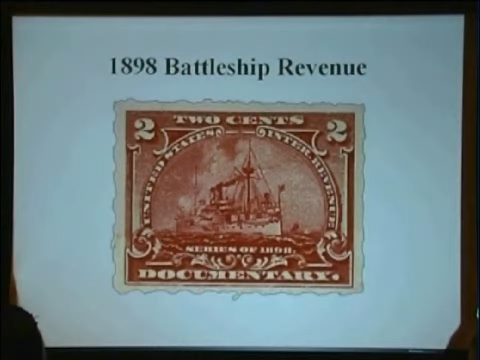 1898 Battleship Revenue
TWO CENTS
2 2
UNITED STATES INTER. REVENUE
SERIES OF 1898
DOCUMENTARY.